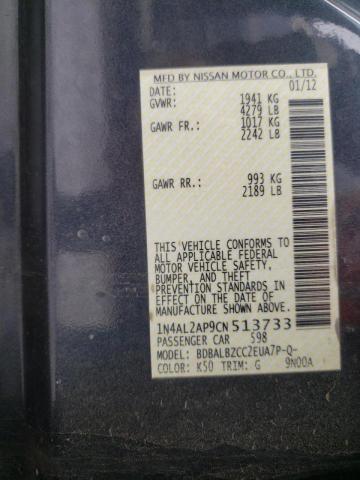 MFD BY NISSAN MOTOR CO., LTD.
DATE: 01/12
GVWR: 1941 KG
4279 LB
GAWR FR.: 1017 KG
2242 LB
GAWR RR.: 993 KG
2189 LB
THIS VEHICLE CONFORMS TO
ALL APPLICABLE FEDERAL
MOTOR VEHICLE SAFETY,
BUMPER, AND THEFT
PREVENTION STANDARDS IN
EFFECT ON THE DATE OF
MANUFACTURE SHOWN ABOVE.
1N4AL2AP9CN513733
PASSENGER CAR 598
MODEL: BDBALBZCC2EUA7P-Q-
COLOR: K50 TRIM: G 9N00A